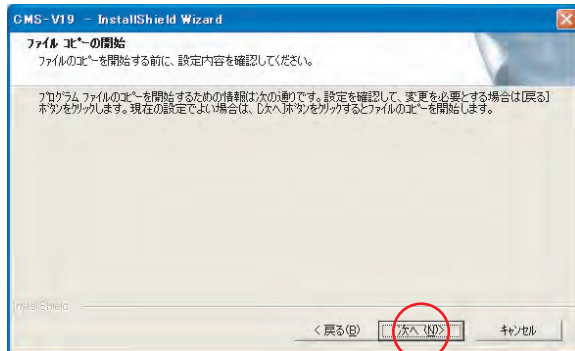 CMS-V19 - InstallShield Wizard
ファイル コピーの開始
ファイルのコピーを開始する前に、設定内容を確認してください。
プログラム ファイルのコピーを開始するための情報は次の通りです。設定を確認して、変更を必要とする場合は[戻る]
ボタンをクリックします。現在の設定でよい場合は、[次へ]ボタンをクリックするとファイルのコピーを開始します。
InstallShield
< 戻る(B)
次へ (N)>
キャンセル